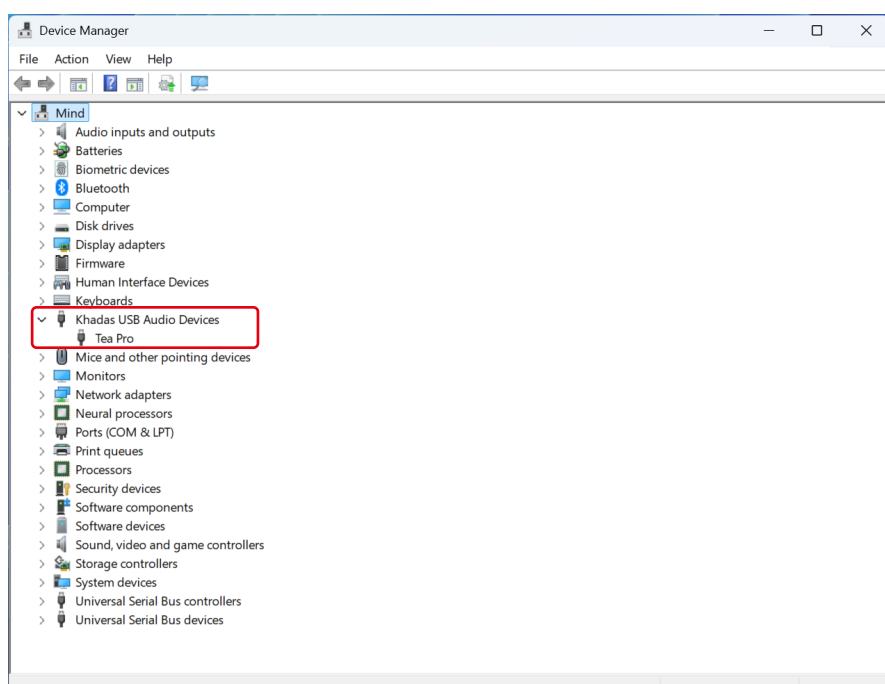 Device Manager
File Action View Help
Mind
Audio inputs and outputs
Batteries
Biometric devices
Bluetooth
Computer
Disk drives
Display adapters
Firmware
Human Interface Devices
Keyboards
Khadas USB Audio Devices
Tea Pro
Mice and other pointing devices
Monitors
Network adapters
Neural processors
Ports (COM & LPT)
Print queues
Processors
Security devices
Software components
Software devices
Sound, video and game controllers
Storage controllers
System devices
Universal Serial Bus controllers
Universal Serial Bus devices